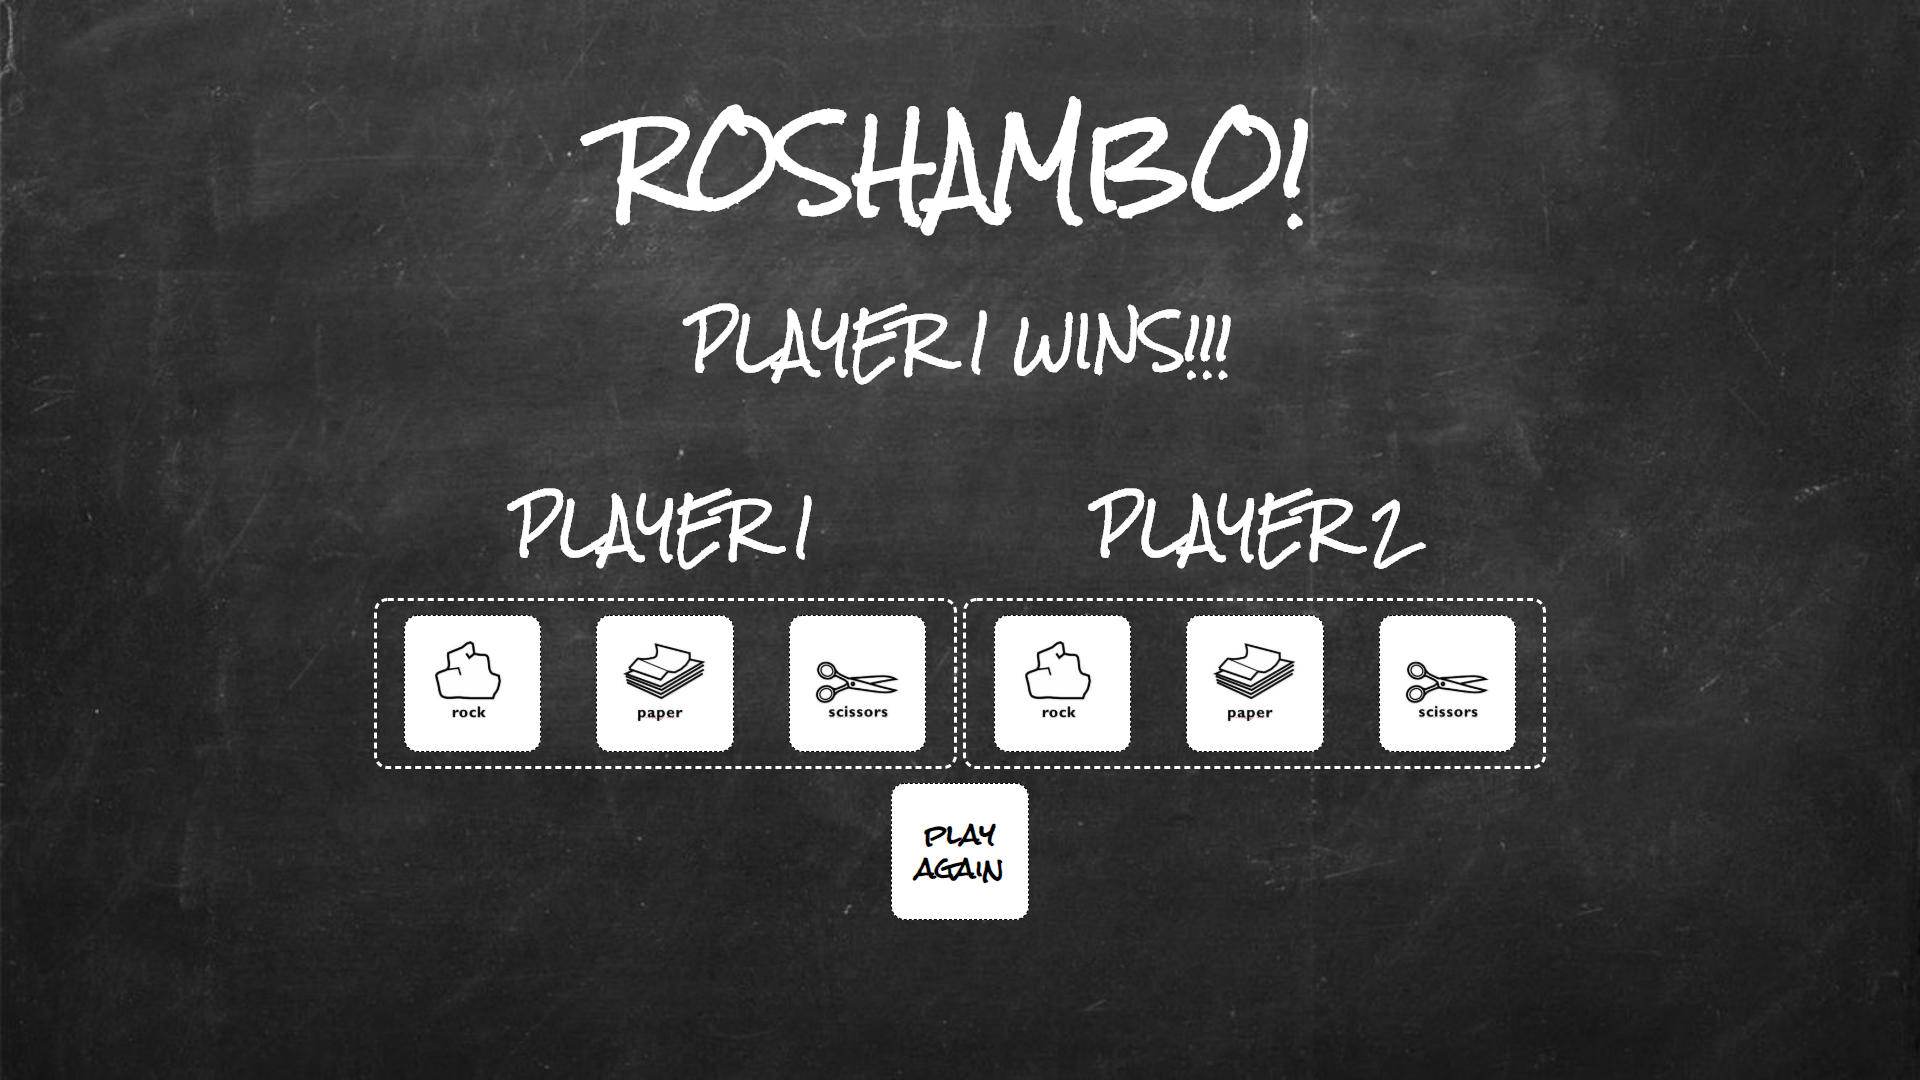 ROSHAMBO!
PLAYER 1 WINS!!!
PLAYER 1
PLAYER 2
rock
paper
scissors
rock
paper
scissors
PLAY
AGAIN